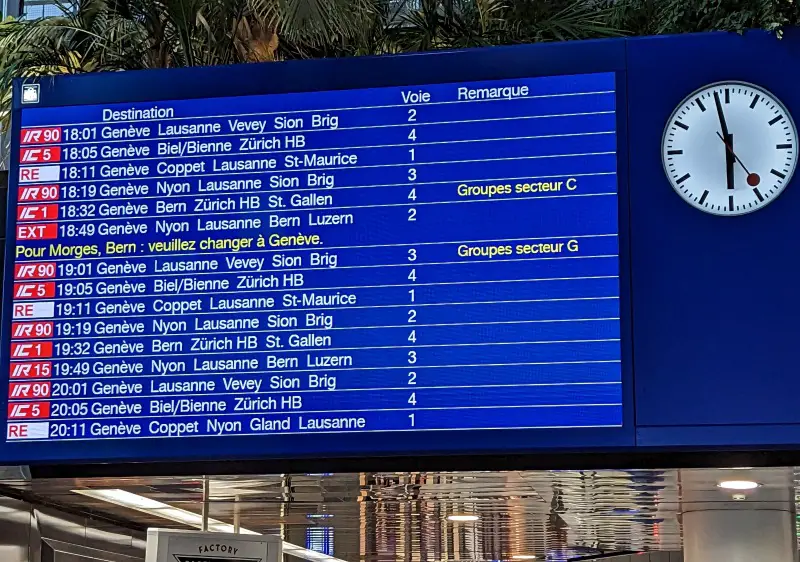 Destination Voie Remarque
IR 90 18:01 Genève Lausanne Vevey Sion Brig 2
IC 5 18:05 Genève Biel/Bienne Zürich HB 4
RE 18:11 Genève Coppet Lausanne St-Maurice 1
IR 90 18:19 Genève Nyon Lausanne Sion Brig 3
IC 1 18:32 Genève Bern Zürich HB St. Gallen 4 Groupes secteur C
EXT 18:49 Genève Nyon Lausanne Bern Luzern 2
Pour Morges, Bern : veuillez changer à Genève.
IR 90 19:01 Genève Lausanne Vevey Sion Brig 3 Groupes secteur G
IC 5 19:05 Genève Biel/Bienne Zürich HB 4
RE 19:11 Genève Coppet Lausanne St-Maurice 1
IR 90 19:19 Genève Nyon Lausanne Sion Brig 2
IC 1 19:32 Genève Bern Zürich HB St. Gallen 4
IR 15 19:49 Genève Nyon Lausanne Bern Luzern 3
IR 90 20:01 Genève Lausanne Vevey Sion Brig 2
IC 5 20:05 Genève Biel/Bienne Zürich HB 4
RE 20:11 Genève Coppet Nyon Gland Lausanne 1
FACTORY